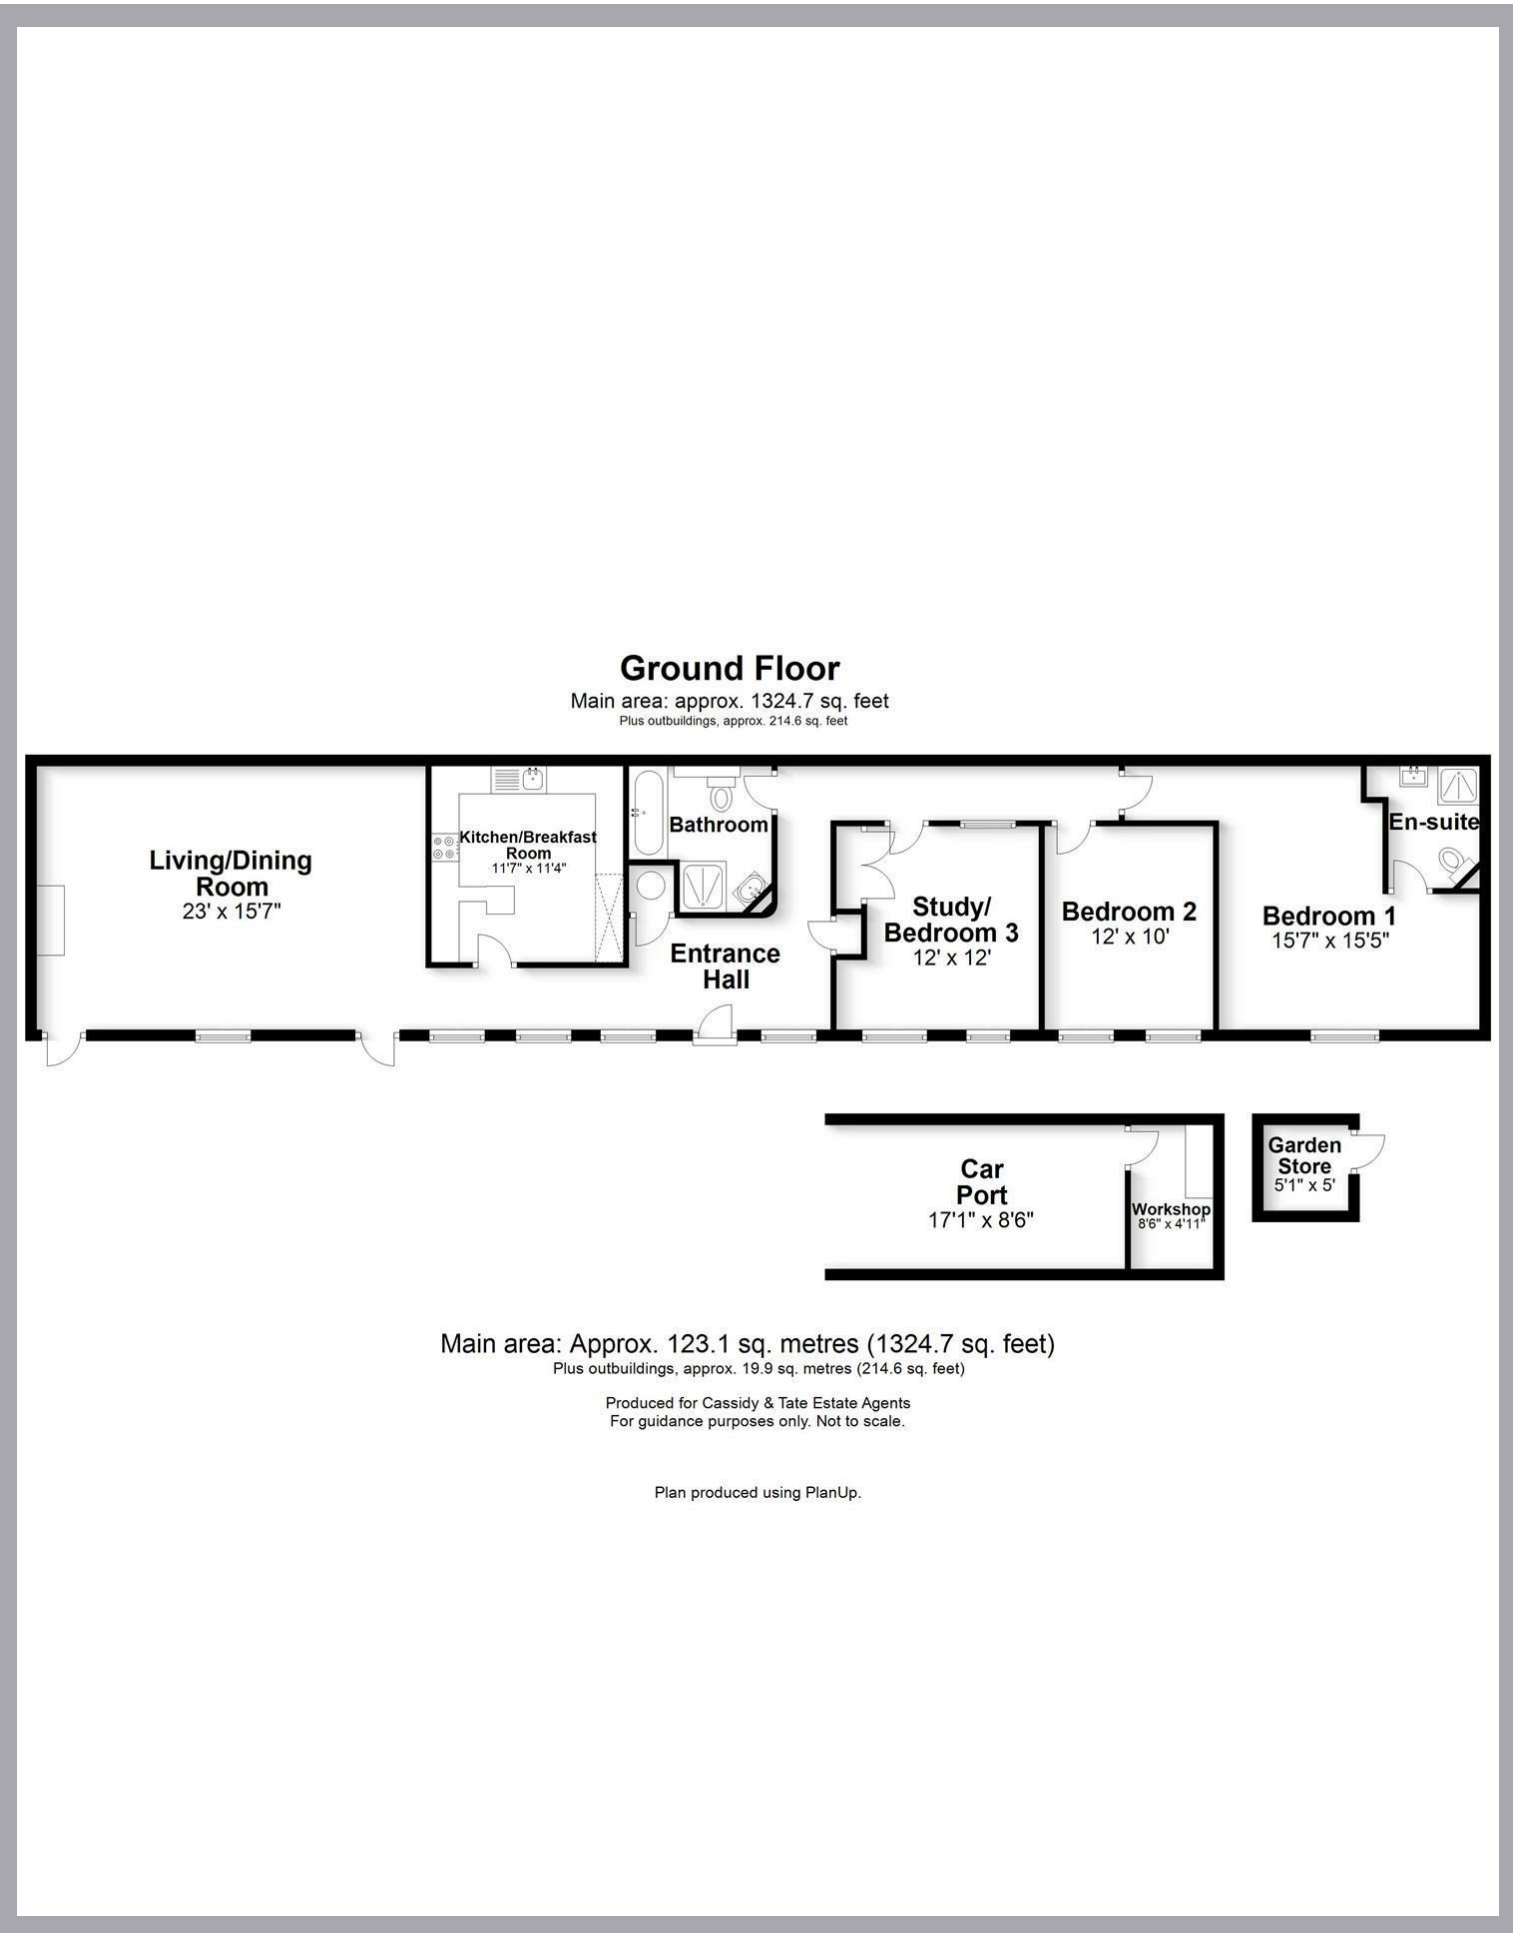 Ground Floor
Main area: approx. 1324.7 sq. feet
Plus outbuildings, approx. 214.6 sq. feet
Living/Dining
Room
23' x 15'7"
Kitchen/Breakfast
Room
11'7" x 11'4"
Bathroom
Entrance
Hall
Study/
Bedroom 3
12' x 12'
Bedroom 2
12' x 10'
Bedroom 1
15'7" x 15'5"
En-suite
Car
Port
17'1" x 8'6"
Workshop
8'6" x 4'11"
Garden
Store
5'1" x 5'
Main area: Approx. 123.1 sq. metres (1324.7 sq. feet)
Plus outbuildings, approx. 19.9 sq. metres (214.6 sq. feet)
Produced for Cassidy & Tate Estate Agents
For guidance purposes only. Not to scale.
Plan produced using PlanUp.